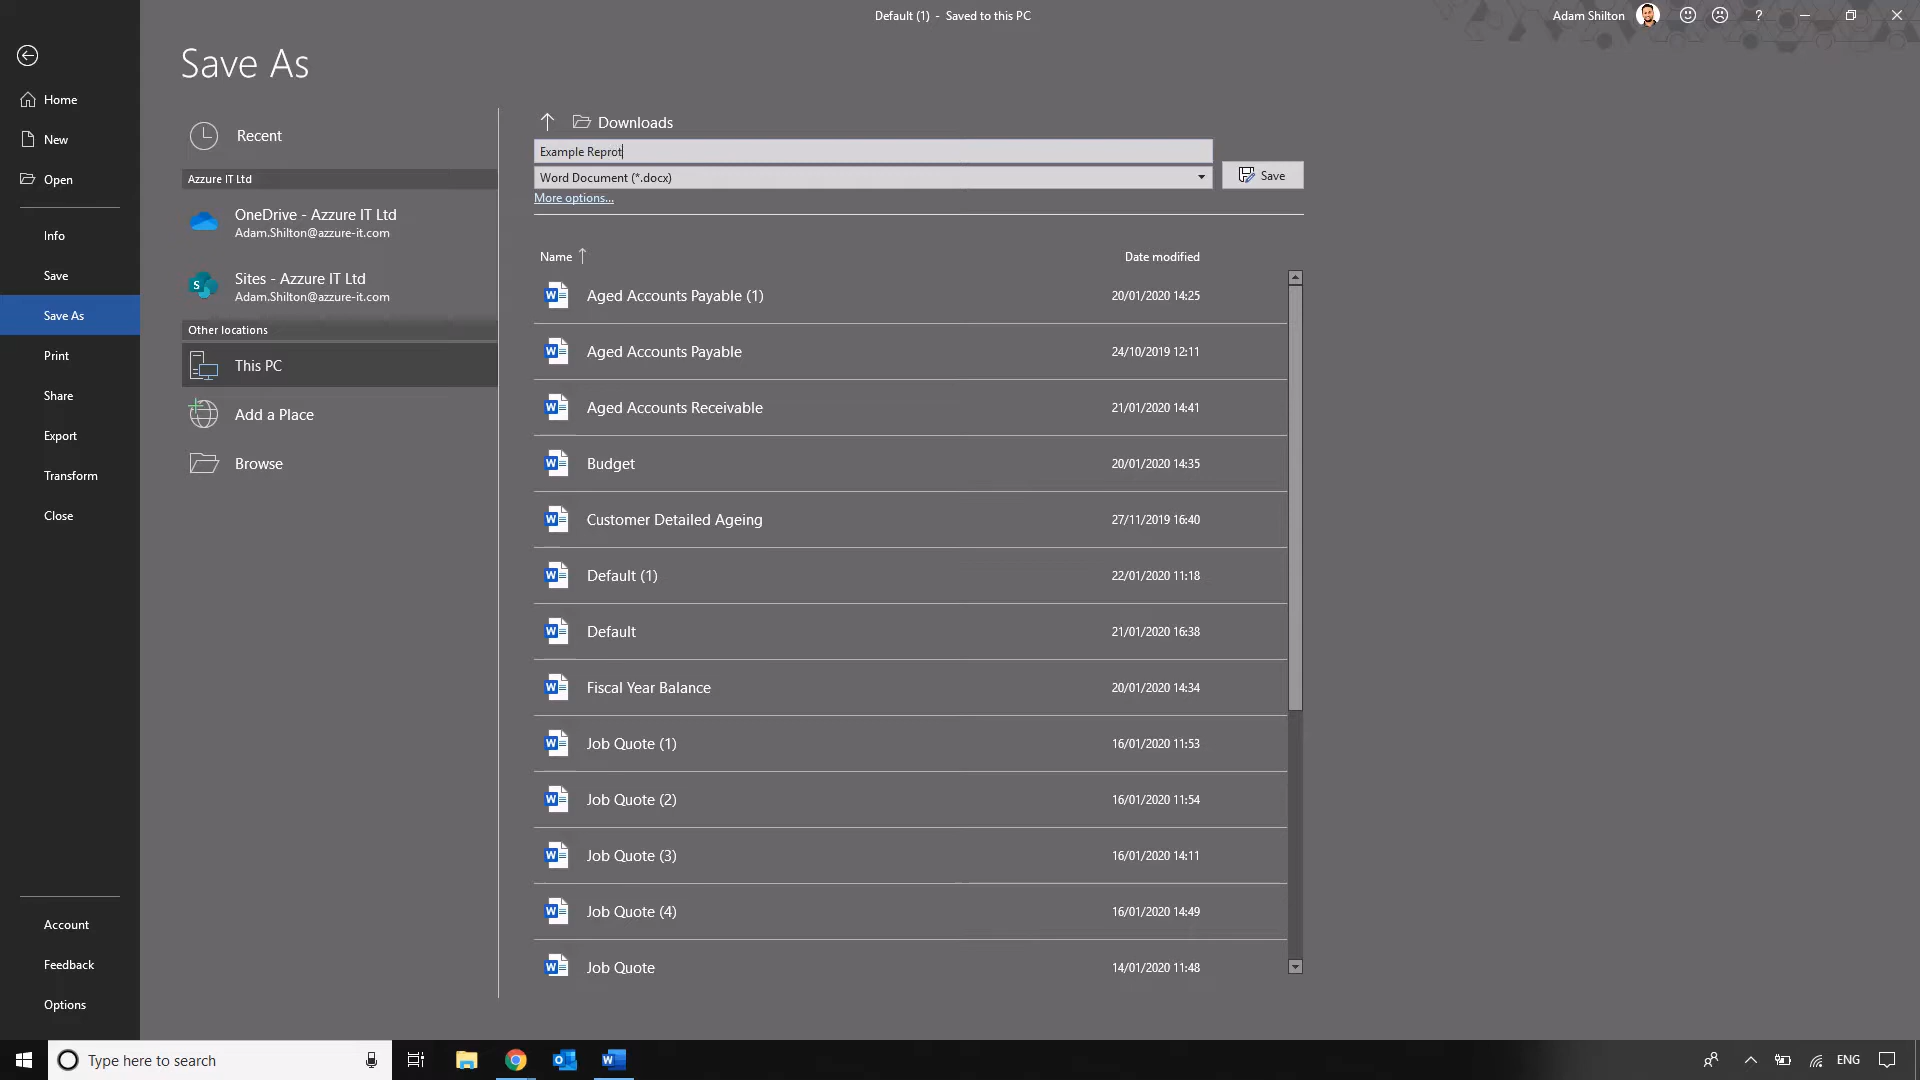 Default (1) - Saved to this PC
Adam Shilton
?
Save As
Home
New
Open
Info
Save
Save As
Print
Share
Export
Transform
Close
Account
Feedback
Options
Recent
Azzure IT Ltd
OneDrive - Azzure IT Ltd
Adam.Shilton@azzure-it.com
S
Sites - Azzure IT Ltd
Adam.Shilton@azzure-it.com
Other locations
This PC
Add a Place
Browse
Downloads
Example Reprot
Word Document (*.docx)
Save
More options...
Name Date modified
Aged Accounts Payable (1) 20/01/2020 14:25
Aged Accounts Payable 24/10/2019 12:11
Aged Accounts Receivable 21/01/2020 14:41
Budget 20/01/2020 14:35
Customer Detailed Ageing 27/11/2019 16:40
Default (1) 22/01/2020 11:18
Default 21/01/2020 16:38
Fiscal Year Balance 20/01/2020 14:34
Job Quote (1) 16/01/2020 11:53
Job Quote (2) 16/01/2020 11:54
Job Quote (3) 16/01/2020 14:11
Job Quote (4) 16/01/2020 14:49
Job Quote 14/01/2020 11:48
Type here to search
ENG